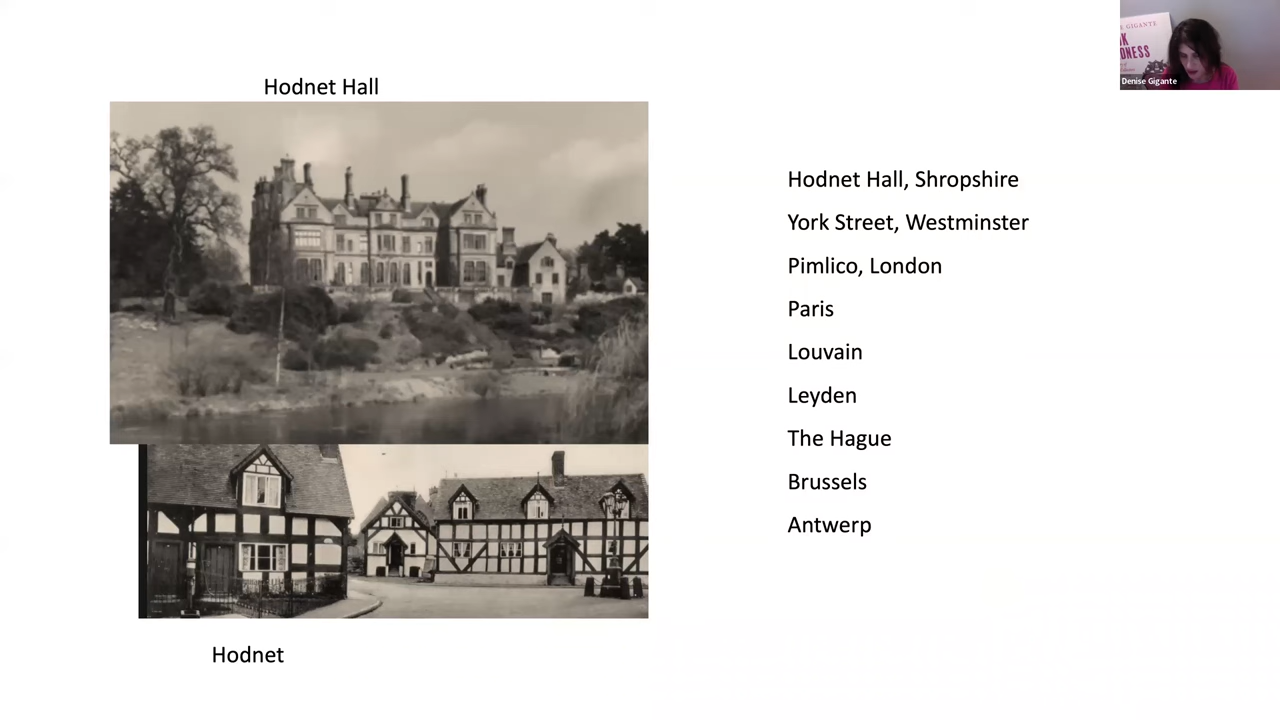 Hodnet Hall
Hodnet
Hodnet Hall, Shropshire
York Street, Westminster
Pimlico, London
Paris
Louvain
Leyden
The Hague
Brussels
Antwerp
GIGANTE
Denise Gigante